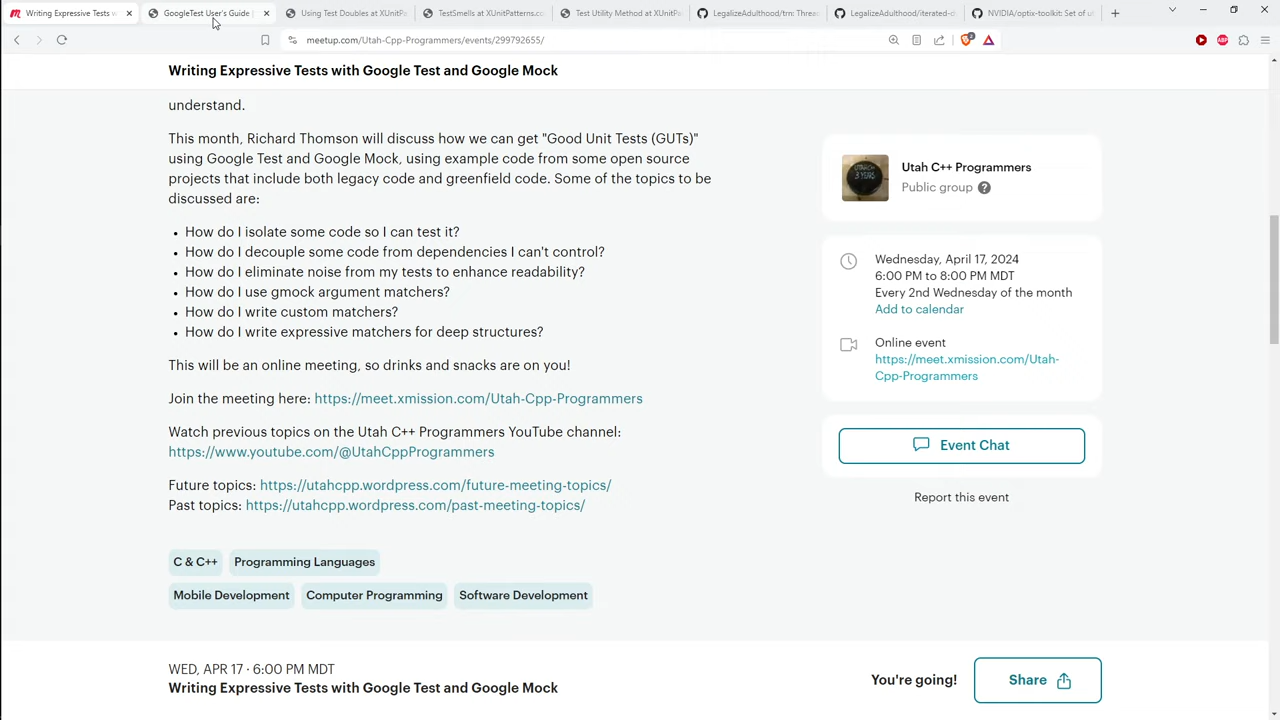 Writing Expressive Tests w
GoogleTest User's Guide |
Using Test Doubles at XUnitPa
TestSmells at XUnitPatterns.co
Test Utility Method at XUnitPa
LegalizeAdulthood/trn: Threa
LegalizeAdulthood/iterated-d
NVIDIA/optix-toolkit: Set of ut
meetup.com/Utah-Cpp-Programmers/events/299792655/
Writing Expressive Tests with Google Test and Google Mock
understand.
This month, Richard Thomson will discuss how we can get "Good Unit Tests (GUTs)"
using Google Test and Google Mock, using example code from some open source
projects that include both legacy code and greenfield code. Some of the topics to be
discussed are:
• How do I isolate some code so I can test it?
• How do I decouple some code from dependencies I can't control?
• How do I eliminate noise from my tests to enhance readability?
• How do I use gmock argument matchers?
• How do I write custom matchers?
• How do I write expressive matchers for deep structures?
This will be an online meeting, so drinks and snacks are on you!
Join the meeting here: https://meet.xmission.com/Utah-Cpp-Programmers
Watch previous topics on the Utah C++ Programmers YouTube channel:
https://www.youtube.com/@UtahCppProgrammers
Future topics: https://utahcpp.wordpress.com/future-meeting-topics/
Past topics: https://utahcpp.wordpress.com/past-meeting-topics/
C & C++
Programming Languages
Mobile Development
Computer Programming
Software Development
Utah C++ Programmers
Public group
Wednesday, April 17, 2024
6:00 PM to 8:00 PM MDT
Every 2nd Wednesday of the month
Add to calendar
Online event
https://meet.xmission.com/Utah-
Cpp-Programmers
Event Chat
Report this event
WED, APR 17 · 6:00 PM MDT
Writing Expressive Tests with Google Test and Google Mock
You're going!
Share